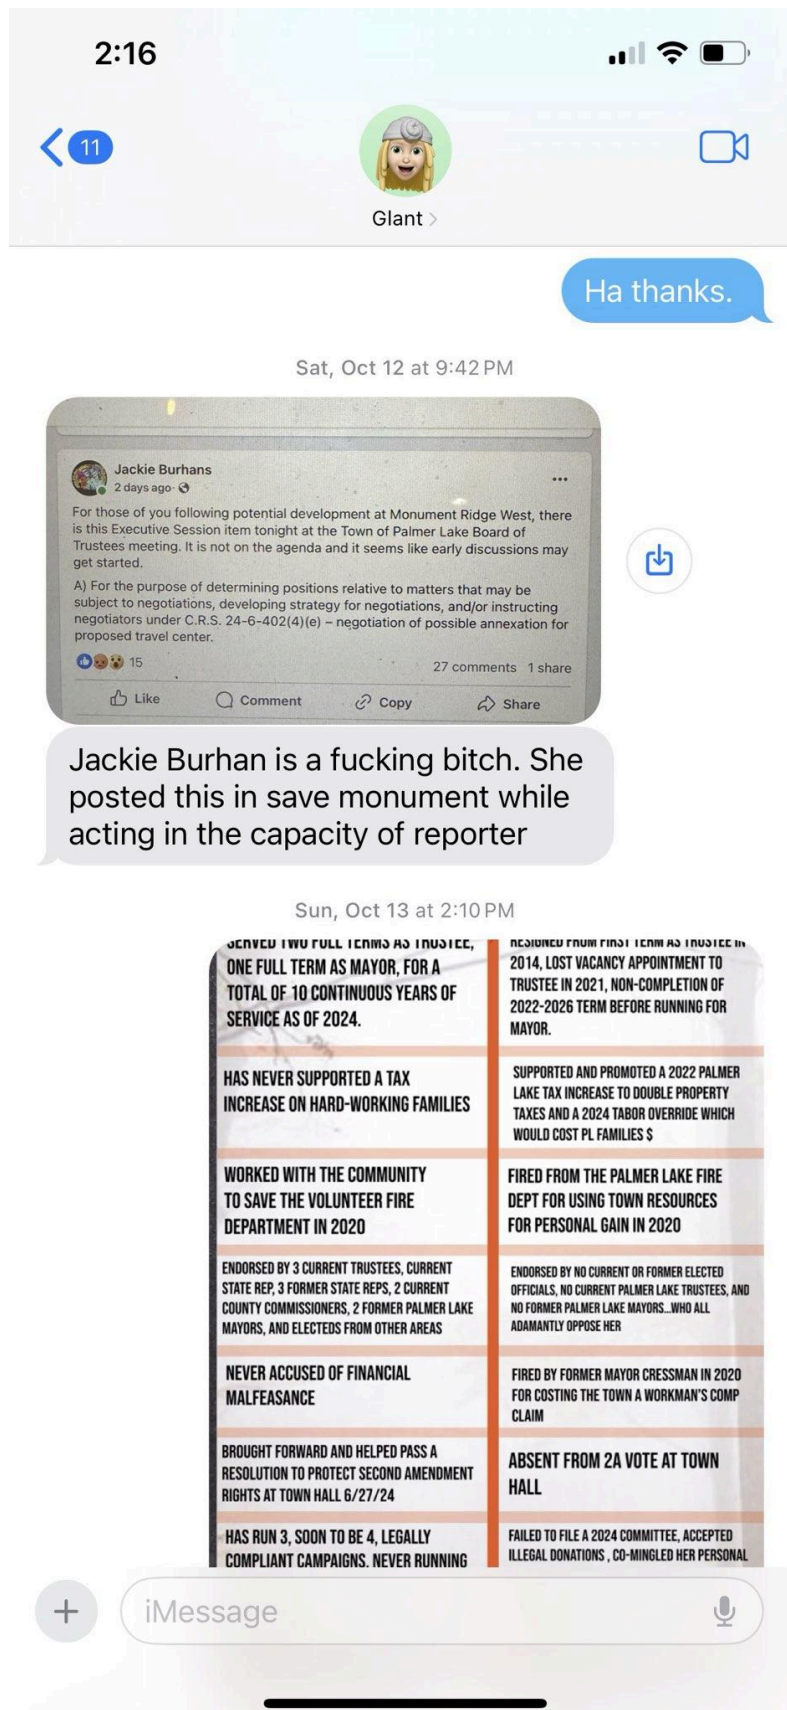 2:16
11
Glant
Ha thanks.
Sat, Oct 12 at 9:42 PM
Jackie Burhans
2 days ago
For those of you following potential development at Monument Ridge West, there
is this Executive Session item tonight at the Town of Palmer Lake Board of
Trustees meeting. It is not on the agenda and it seems like early discussions may
get started.
A) For the purpose of determining positions relative to matters that may be
subject to negotiations, developing strategy for negotiations, and/or instructing
negotiators under C.R.S. 24-6-402(4)(e) – negotiation of possible annexation for
proposed travel center.
15
27 comments 1 share
Like Comment Copy Share
Jackie Burhan is a fucking bitch. She
posted this in save monument while
acting in the capacity of reporter
Sun, Oct 13 at 2:10 PM
SERVED TWO FULL TERMS AS TRUSTEE,
ONE FULL TERM AS MAYOR, FOR A
TOTAL OF 10 CONTINUOUS YEARS OF
SERVICE AS OF 2024.
RESIGNED FROM FIRST TERM AS TRUSTEE IN
2014, LOST VACANCY APPOINTMENT TO
TRUSTEE IN 2021, NON-COMPLETION OF
2022-2026 TERM BEFORE RUNNING FOR
MAYOR.
HAS NEVER SUPPORTED A TAX
INCREASE ON HARD-WORKING FAMILIES
SUPPORTED AND PROMOTED A 2022 PALMER
LAKE TAX INCREASE TO DOUBLE PROPERTY
TAXES AND A 2024 TABOR OVERRIDE WHICH
WOULD COST PL FAMILIES $
WORKED WITH THE COMMUNITY
TO SAVE THE VOLUNTEER FIRE
DEPARTMENT IN 2020
FIRED FROM THE PALMER LAKE FIRE
DEPT FOR USING TOWN RESOURCES
FOR PERSONAL GAIN IN 2020
ENDORSED BY 3 CURRENT TRUSTEES, CURRENT
STATE REP, 3 FORMER STATE REPS, 2 CURRENT
COUNTY COMMISSIONERS, 2 FORMER PALMER LAKE
MAYORS, AND ELECTEDS FROM OTHER AREAS
ENDORSED BY NO CURRENT OR FORMER ELECTED
OFFICIALS, NO CURRENT PALMER LAKE TRUSTEES, AND
NO FORMER PALMER LAKE MAYORS...WHO ALL
ADAMANTLY OPPOSE HER
NEVER ACCUSED OF FINANCIAL
MALFEASANCE
FIRED BY FORMER MAYOR CRESSMAN IN 2020
FOR COSTING THE TOWN A WORKMAN'S COMP
CLAIM
BROUGHT FORWARD AND HELPED PASS A
RESOLUTION TO PROTECT SECOND AMENDMENT
RIGHTS AT TOWN HALL 6/27/24
ABSENT FROM 2A VOTE AT TOWN
HALL
HAS RUN 3, SOON TO BE 4, LEGALLY
COMPLIANT CAMPAIGNS. NEVER RUNNING
FAILED TO FILE A 2024 COMMITTEE, ACCEPTED
ILLEGAL DONATIONS , CO-MINGLED HER PERSONAL
iMessage